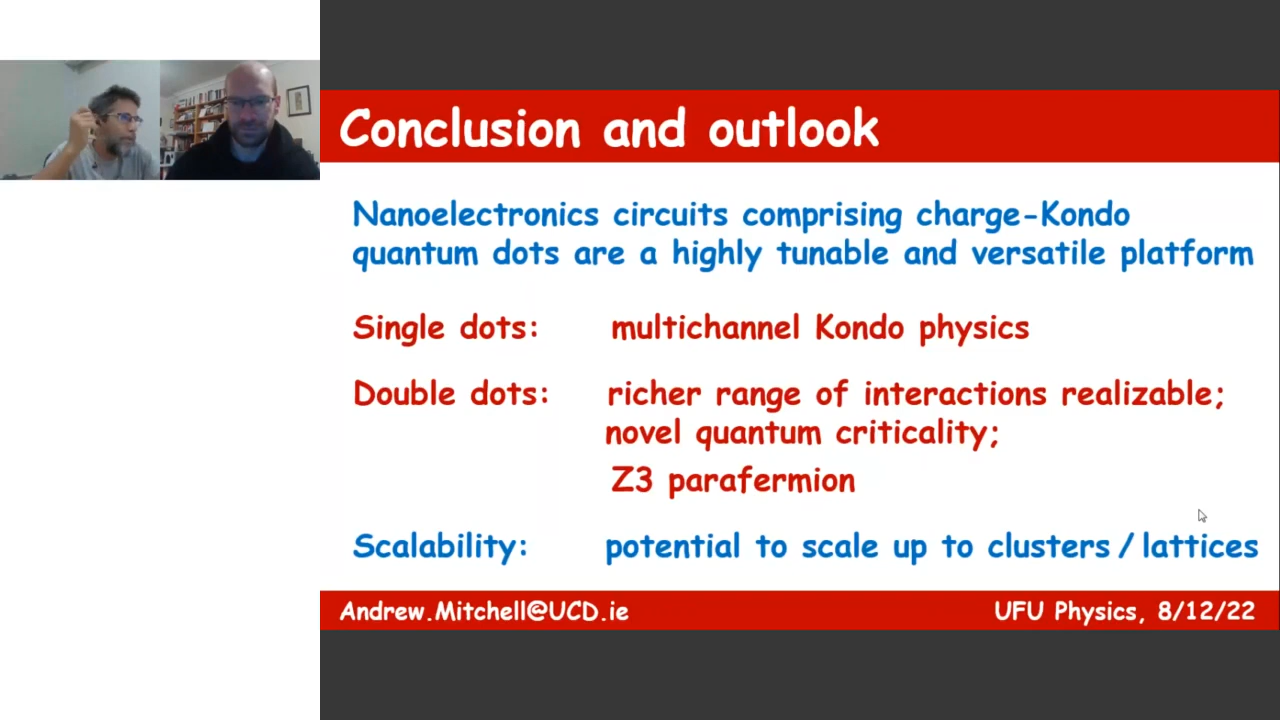 Conclusion and outlook
Nanoelectronics circuits comprising charge-Kondo
quantum dots are a highly tunable and versatile platform
Single dots: multichannel Kondo physics
Double dots: richer range of interactions realizable;
novel quantum criticality;
Z3 parafermion
Scalability: potential to scale up to clusters / lattices
Andrew.Mitchell@UCD.ie UFU Physics, 8/12/22